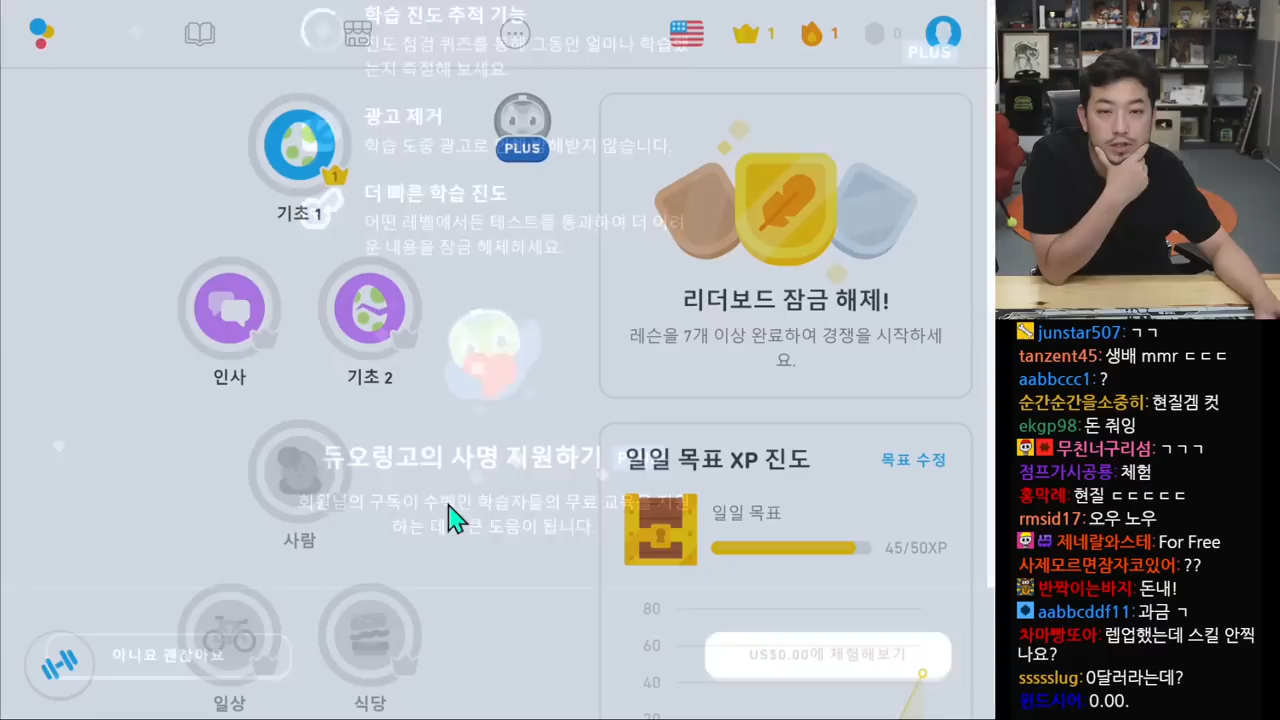 학습 진도 추적 기능
진도 점검 퀴즈를 통해 그동안 얼마나 학습했
는지 측정해 보세요.
1
1
0
PLUS
광고 제거
학습 도중 광고로 방해받지 않습니다.
PLUS
더 빠른 학습 진도
어떤 레벨에서든 테스트를 통과하여 더 어려
운 내용을 잠금 해제하세요.
1
기초 1
인사
기초 2
리더보드 잠금 해제!
레슨을 7개 이상 완료하여 경쟁을 시작하세
요.
듀오링고의 사명 지원하기
회원님의 구독이 학습자들의 무료 교육을 지원
하는 데 큰 도움이 됩니다.
사람
일일 목표 XP 진도
목표 수정
일일 목표
45/50XP
80
60
40
20
아니요 괜찮아요
US$0.00에 체험해보기
일상
식당
junstar507: ㄱㄱ
tanzent45: 생배 mmr ㄷㄷㄷ
aabbccc1: ?
순간순간을소중히: 현질겜 컷
ekgp98: 돈 줘잉
무친너구리섬: ㄱㄱㄱ
점프가시공룡: 체험
홍막례: 현질 ㄷㄷㄷㄷㄷ
rmsid17: 오우 노우
제네랄와스테: For Free
사제모르면잠자코있어: ??
반짝이는바지: 돈내!
aabbcddf11: 과금 ㄱ
차마빵또아: 렙업했는데 스킬 안찍
나요?
ssssslug: 0달러라는데?
윈드시어: 0.00.